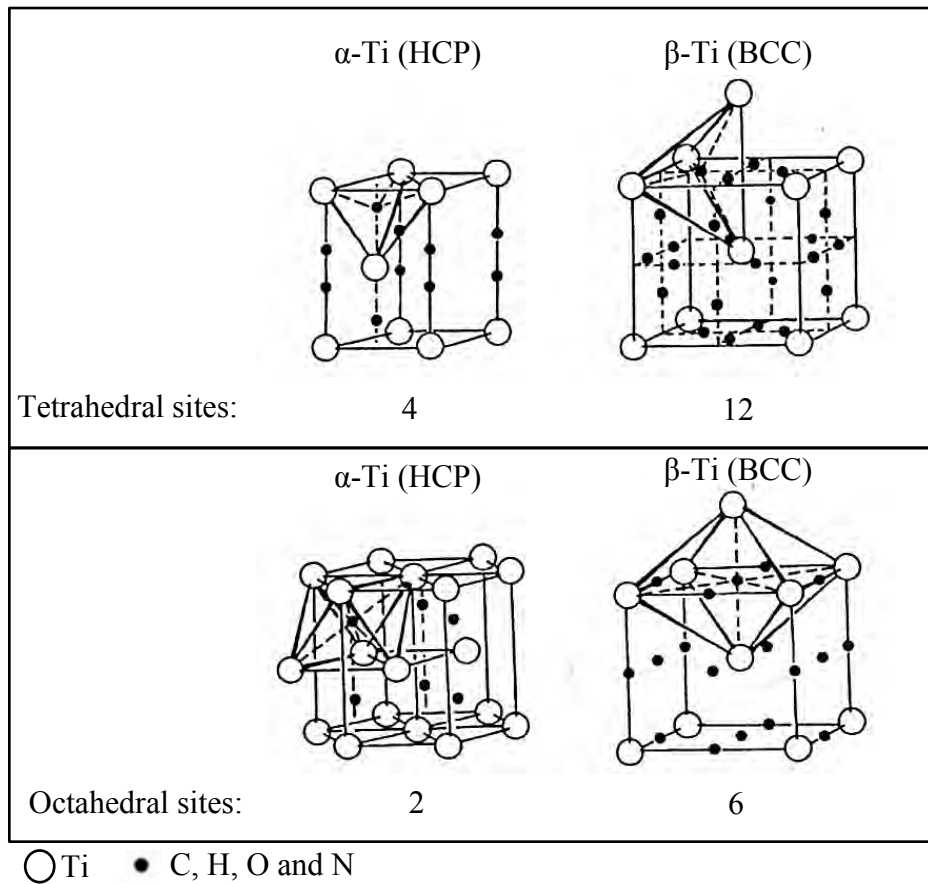 α-Ti (HCP) β-Ti (BCC)
Tetrahedral sites: 4 12
α-Ti (HCP) β-Ti (BCC)
Octahedral sites: 2 6
Ti C, H, O and N